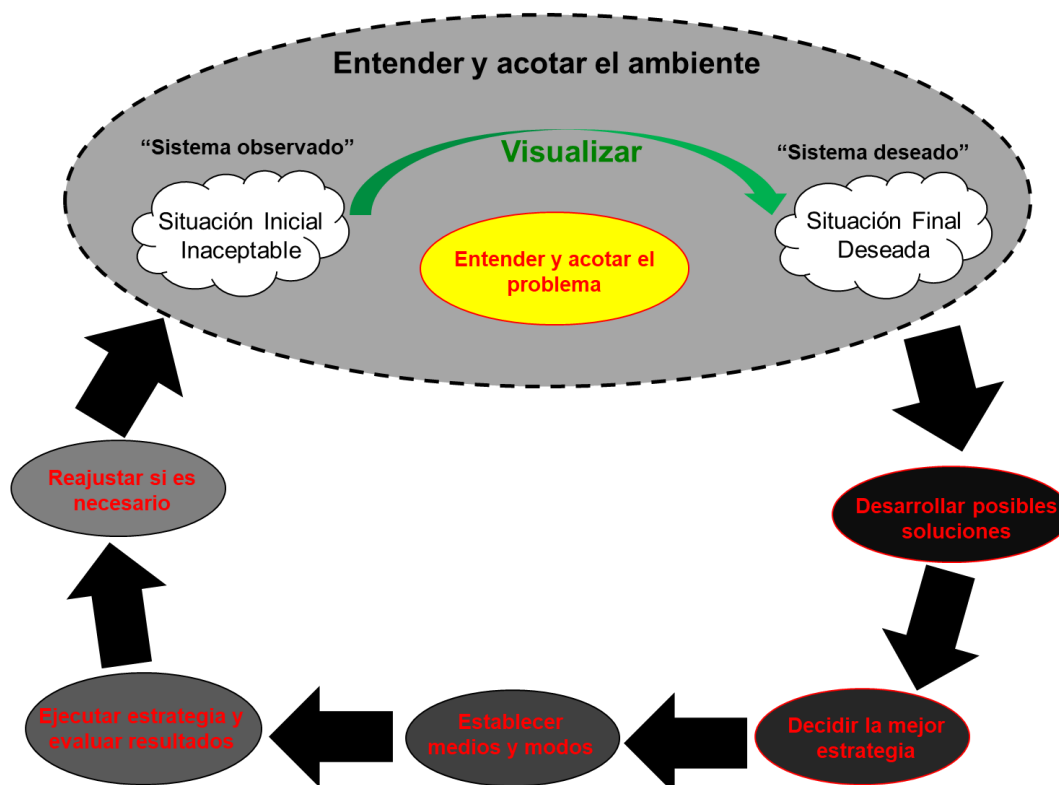 Entender y acotar el ambiente
“Sistema observado”
Visualizar
“Sistema deseado”
Situación Inicial
Inaceptable
Situación Final
Deseada
Entender y acotar el
problema
Reajustar si es
necesario
Desarrollar posibles
soluciones
Ejecutar estrategia y
evaluar resultados
Establecer
medios y modos
Decidir la mejor
estrategia